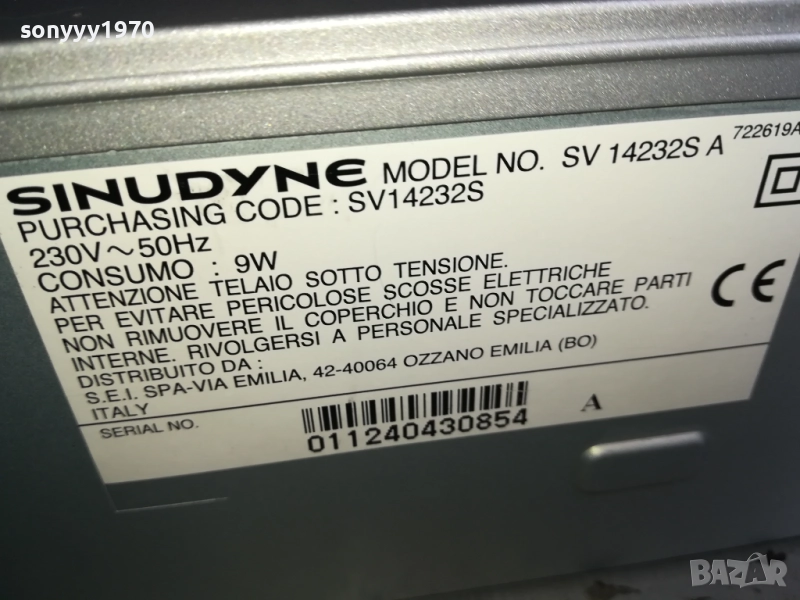 sonyyy1970
SINUDYNE MODEL NO. SV 14232S A 722619A
PURCHASING CODE : SV14232S
230V~50Hz
CONSUMO : 9W
ATTENZIONE TELAIO SOTTO TENSIONE.
PER EVITARE PERICOLOSE SCOSSE ELETTRICHE
NON RIMUOVERE IL COPERCHIO E NON TOCCARE PARTI
INTERNE. RIVOLGERSI A PERSONALE SPECIALIZZATO.
DISTRIBUITO DA :
S.E.I. SPA-VIA EMILIA, 42-40064 OZZANO EMILIA (BO)
ITALY
CE
SERIAL NO.
011240430854
A
BAZAR